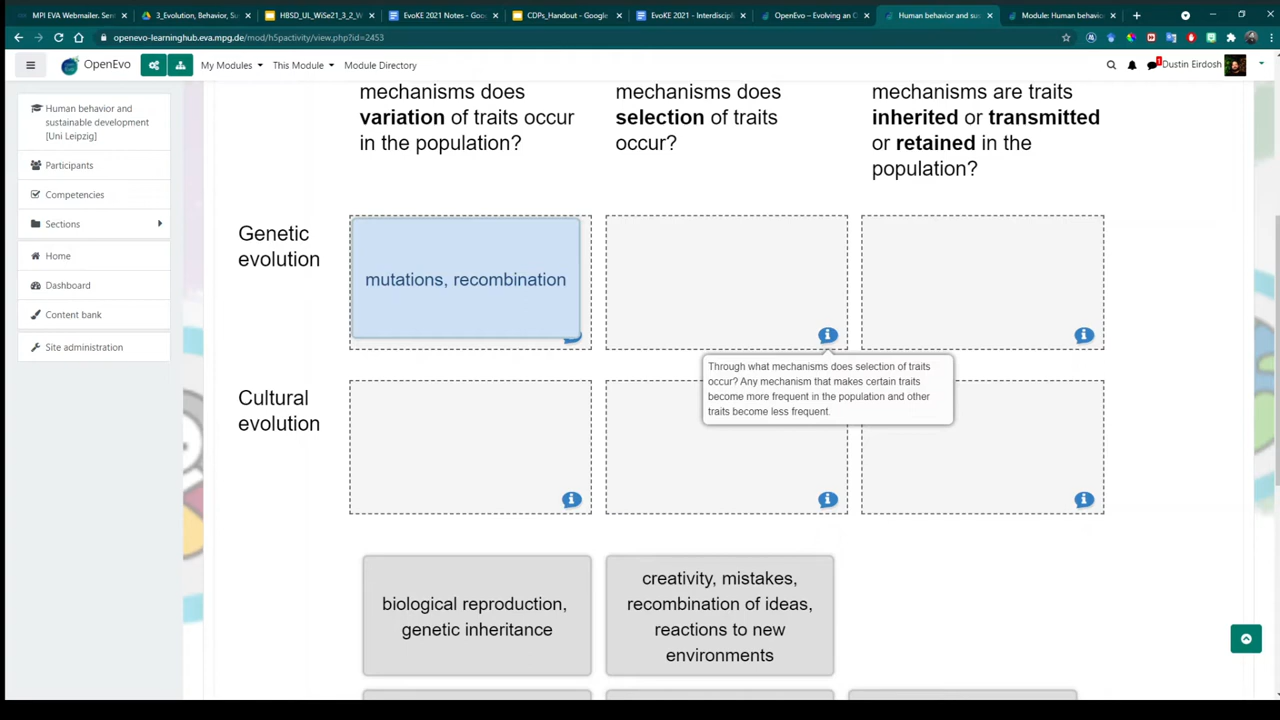 MPI EVA Webmailer. Sem
3_Evolution, Behavior, Su
HBSD_UL_WiSe21_3_2_W
EvoKE 2021 Notes - Googl
CDPs_Handout - Google
EvoKE 2021 - Interdiscipl
OpenEvo – Evolving an O
Human behavior and sus
Module: Human behavior
openevo-learninghub.eva.mpg.de/mod/h5pactivity/view.php?id=2453
OpenEvo
My Modules
This Module
Module Directory
1
Dustin Eirdosh
Human behavior and
sustainable development
[Uni Leipzig]
Participants
Competencies
Sections
Home
Dashboard
Content bank
Site administration
mechanisms does
variation of traits occur
in the population?
mechanisms does
selection of traits
occur?
mechanisms are traits
inherited or transmitted
or retained in the
population?
Genetic
evolution
mutations, recombination
Through what mechanisms does selection of traits
occur? Any mechanism that makes certain traits
become more frequent in the population and other
traits become less frequent.
Cultural
evolution
biological reproduction,
genetic inheritance
creativity, mistakes,
recombination of ideas,
reactions to new
environments